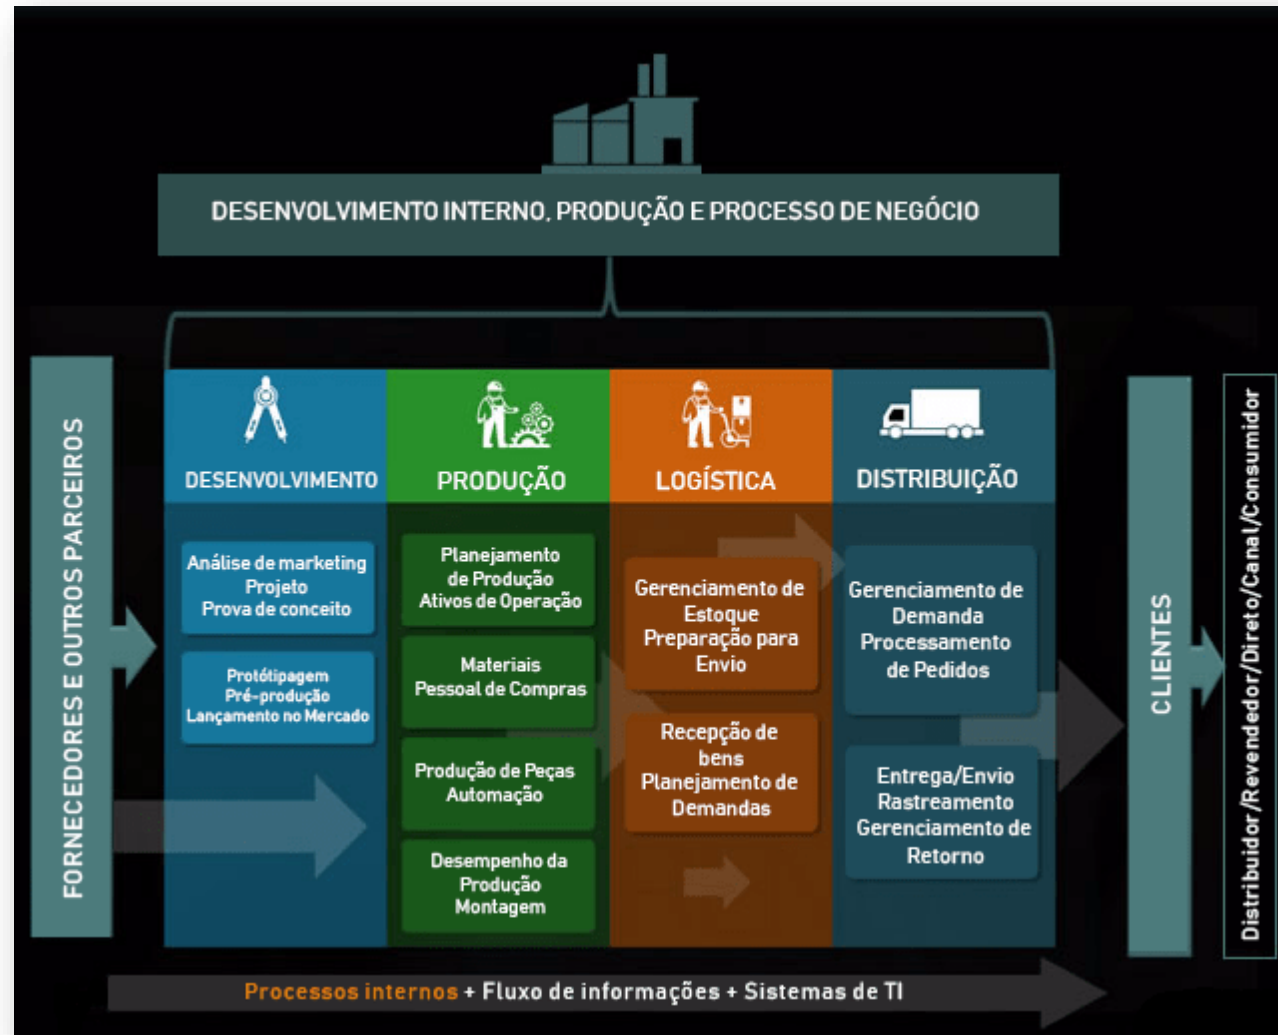 DESENVOLVIMENTO INTERNO, PRODUÇÃO E PROCESSO DE NEGÓCIO
FORNECEDORES E OUTROS PARCEIROS
DESENVOLVIMENTO
Análise de marketing
Projeto
Prova de conceito
Protótipagem
Pré-produção
Lançamento no Mercado
PRODUÇÃO
Planejamento
de Produção
Ativos de Operação
Materiais
Pessoal de Compras
Produção de Peças
Automação
Desempenho da
Produção
Montagem
LOGÍSTICA
Gerenciamento de
Estoque
Preparação para
Envio
Recepção de
bens
Planejamento de
Demandas
DISTRIBUIÇÃO
Gerenciamento de
Demanda
Processamento
de Pedidos
Entrega/Envio
Rastreamento
Gerenciamento de
Retorno
CLIENTES
Distribuidor/Revendedor/Direto/Canal/Consumidor
Processos internos + Fluxo de informações + Sistemas de TI